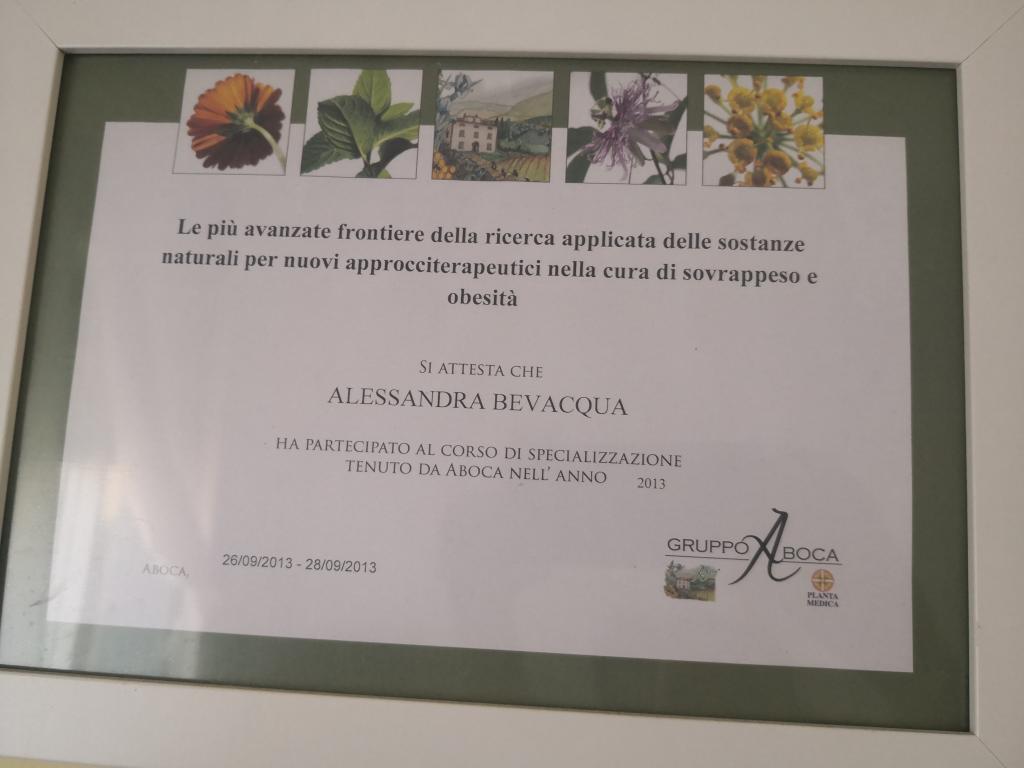 Le più avanzate frontiere della ricerca applicata delle sostanze
naturali per nuovi approcciterapeutici nella cura di sovrappeso e
obesità
SI ATTESTA CHE
ALESSANDRA BEVACQUA
HA PARTECIPATO AL CORSO DI SPECIALIZZAZIONE
TENUTO DA ABOCA NELL' ANNO 2013
ABOCA, 26/09/2013 - 28/09/2013
GRUPPO ABOCA
PLANTA
MEDICA